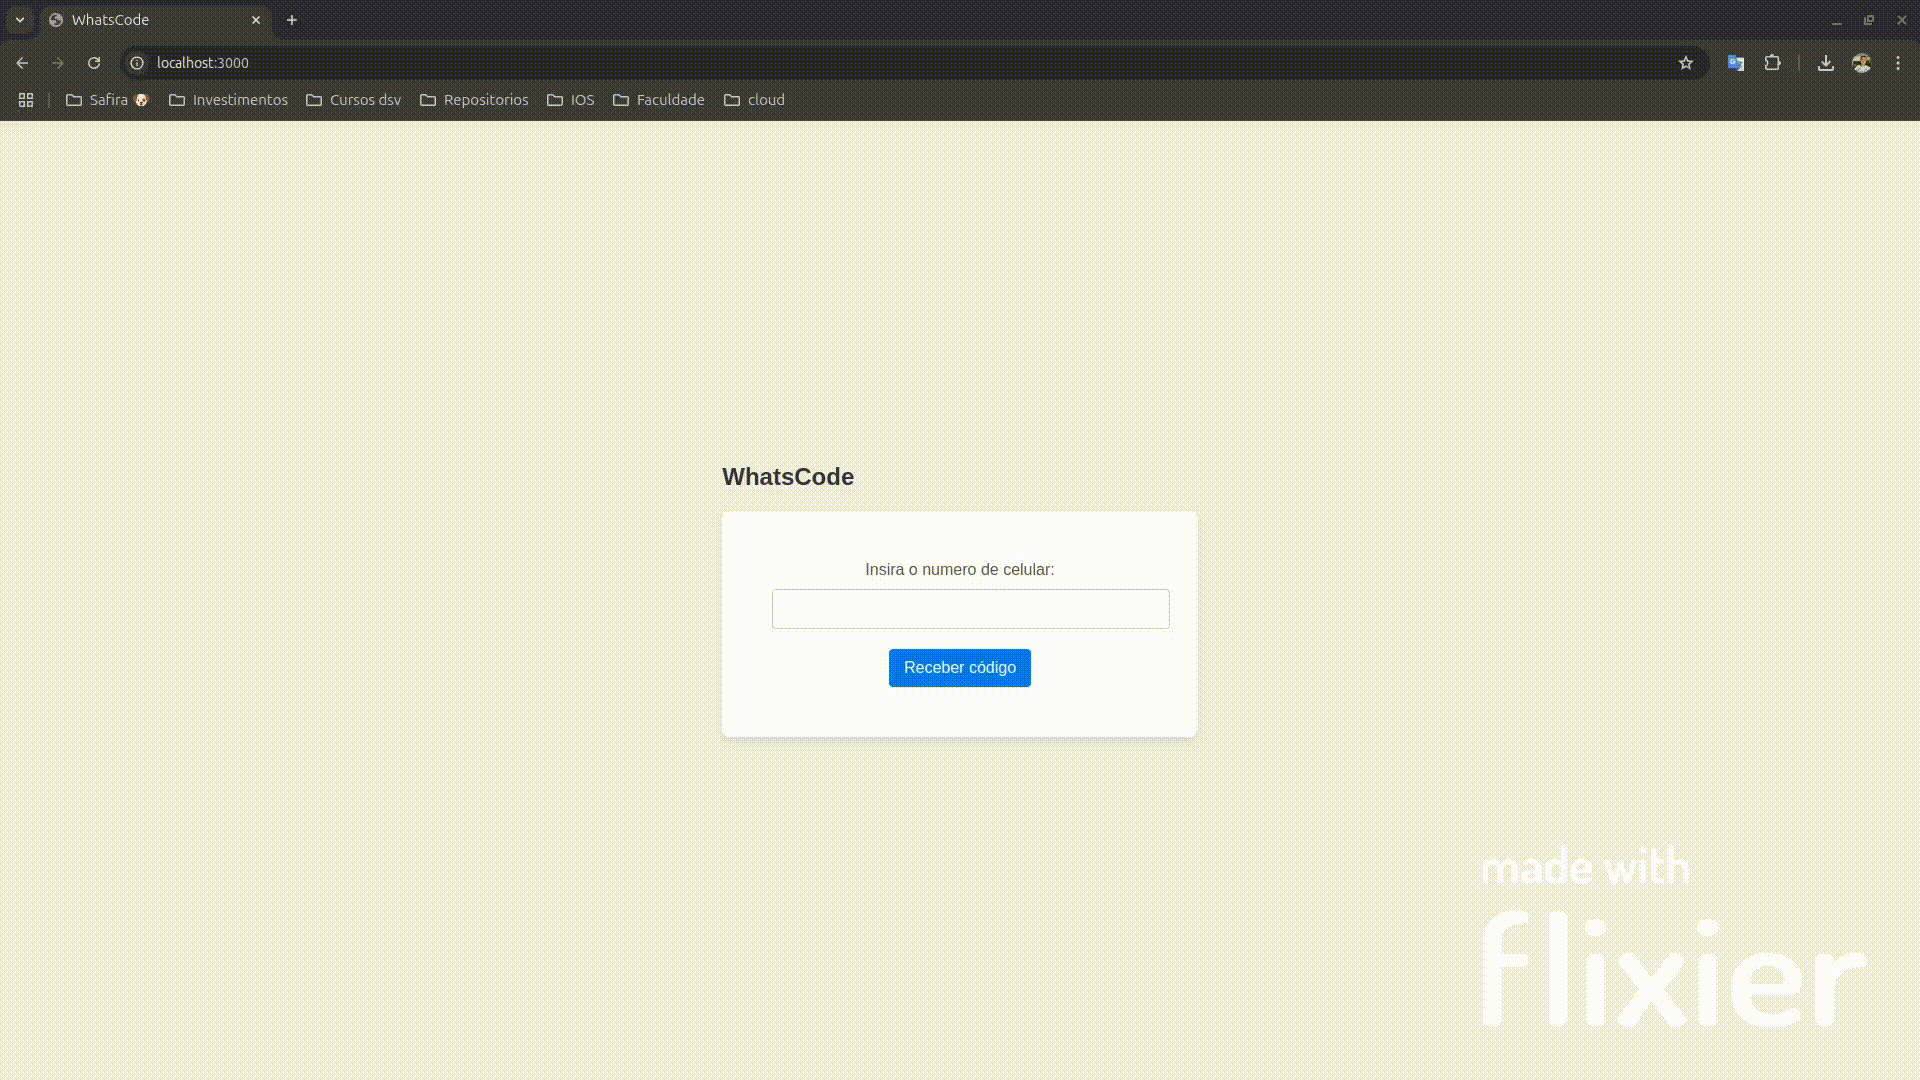 WhatsCode
localhost:3000
Safira Investimentos Cursos dsv Repositorios IOS Faculdade cloud
WhatsCode
Insira o numero de celular:
Receber código
made with
flixier